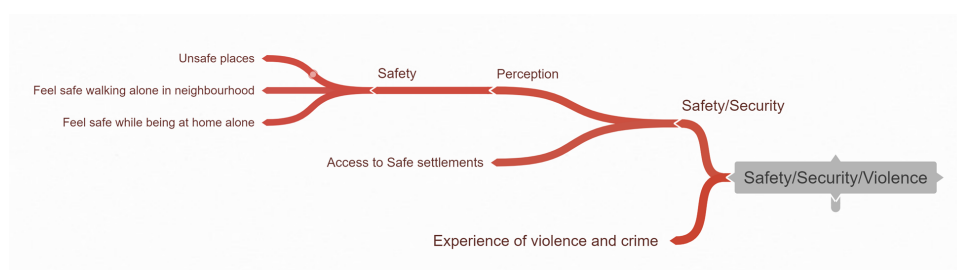 Unsafe places
Safety
Perception
Feel safe walking alone in neighbourhood
Safety/Security
Feel safe while being at home alone
Access to Safe settlements
Safety/Security/Violence
Experience of violence and crime